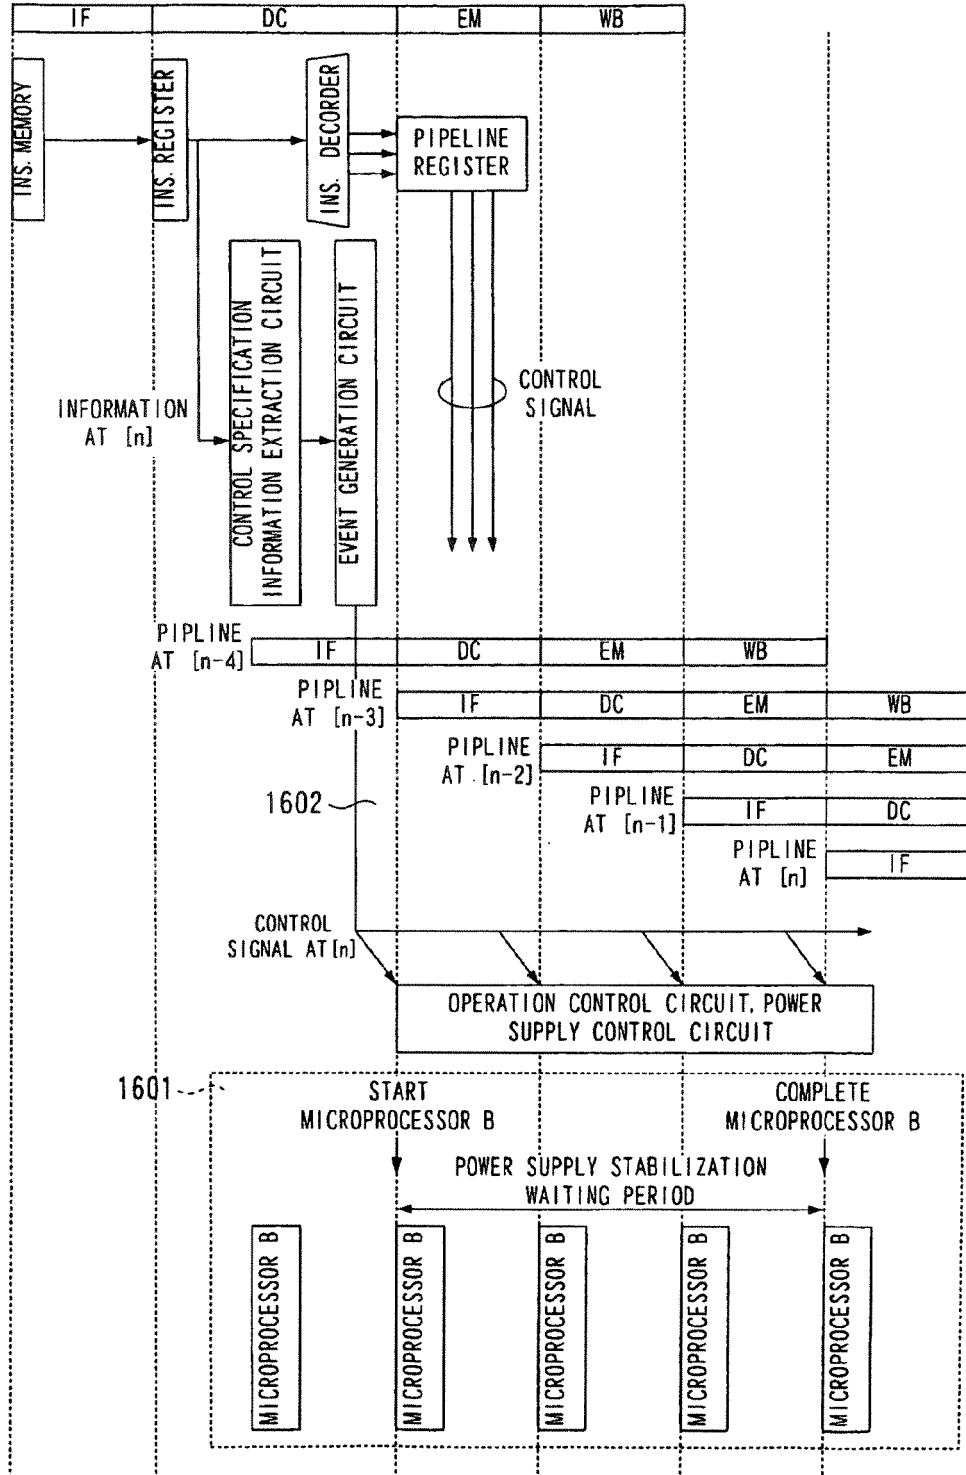 IF DC EM WB
INS. MEMORY
INS. REGISTER
INS. DECORDER
PIPELINE
REGISTER
CONTROL SPECIFICATION
INFORMATION EXTRACTION CIRCUIT
EVENT GENERATION CIRCUIT
CONTROL
SIGNAL
INFORMATION
AT [n]
PIPLINE
AT [n-4]
IF DC EM WB
PIPLINE
AT [n-3]
IF DC EM WB
PIPLINE
AT [n-2]
IF DC EM
1602
PIPLINE
AT [n-1]
IF DC
PIPLINE
AT [n]
IF
CONTROL
SIGNAL AT[n]
OPERATION CONTROL CIRCUIT, POWER
SUPPLY CONTROL CIRCUIT
1601
START
MICROPROCESSOR B
COMPLETE
MICROPROCESSOR B
POWER SUPPLY STABILIZATION
WAITING PERIOD
MICROPROCESSOR B
MICROPROCESSOR B
MICROPROCESSOR B
MICROPROCESSOR B
MICROPROCESSOR B